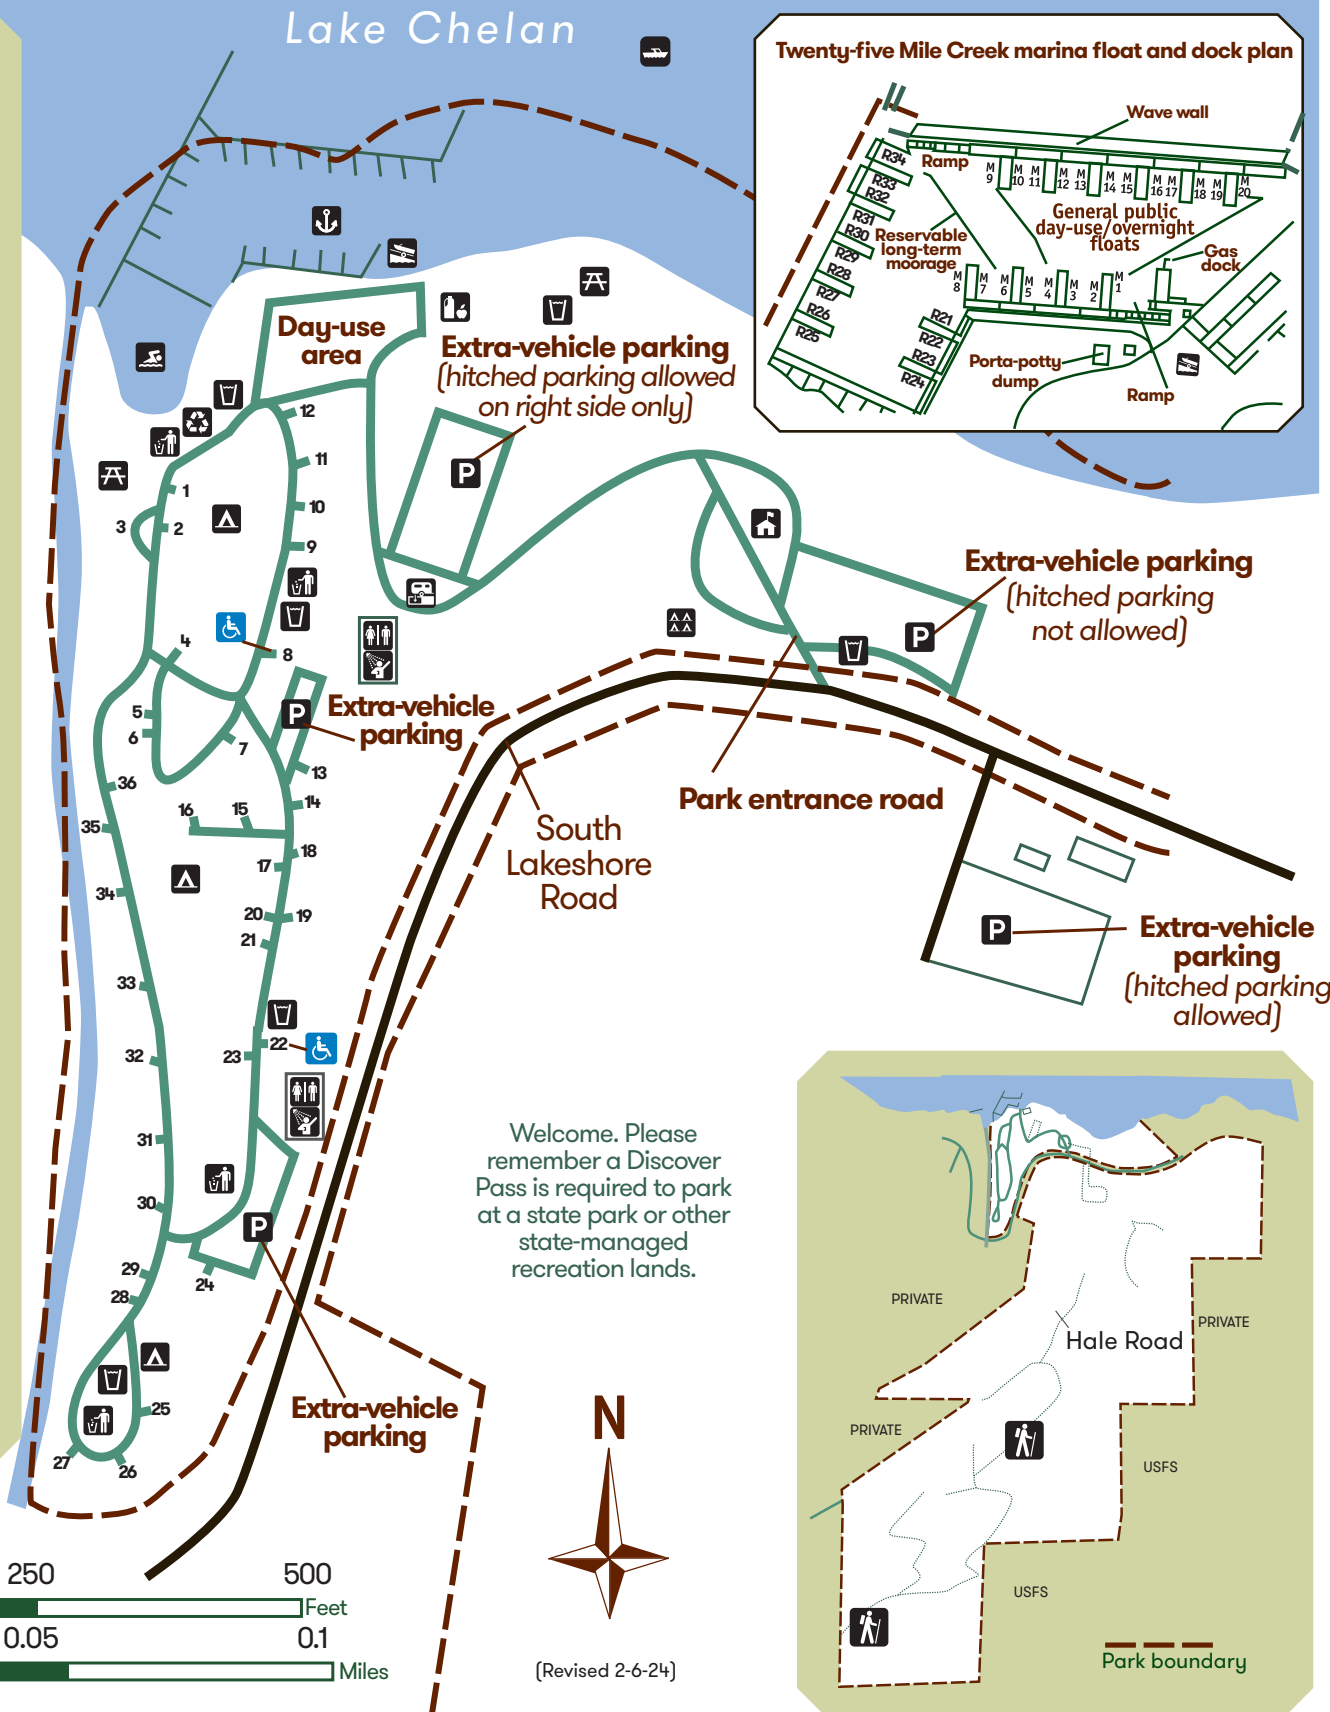 Lake Chelan
Twenty-five Mile Creek marina float and dock plan
Wave wall
Ramp
R34
R33
R32
R31
R30
R29
R28
R27
R26
R25
M
9
M
10
M
11
M
12
M
13
M
14
M
15
M
16
M
17
M
18
M
19
M
20
General public
day-use/overnight
floats
Reservable
long-term
moorage
Gas
dock
M
8
M
7
M
6
M
5
M
4
M
3
M
2
M
1
R21
R22
R23
R24
Porta-potty
dump
Ramp
Day-use
area
Extra-vehicle parking
(hitched parking allowed
on right side only)
P
12
11
10
9
8
1
2
3
4
5
6
7
Extra-vehicle parking
(hitched parking
not allowed)
P
P
Extra-vehicle
parking
13
14
15
16
36
35
34
33
32
31
30
29
28
27
26
25
24
17
18
19
20
21
22
23
Park entrance road
South
Lakeshore
Road
P
Extra-vehicle
parking
(hitched parking
allowed)
Welcome. Please
remember a Discover
Pass is required to park
at a state park or other
state-managed
recreation lands.
P
Extra-vehicle
parking
N
(Revised 2-6-24)
250
500
Feet
0.05
0.1
Miles
PRIVATE
PRIVATE
Hale Road
PRIVATE
USFS
USFS
Park boundary